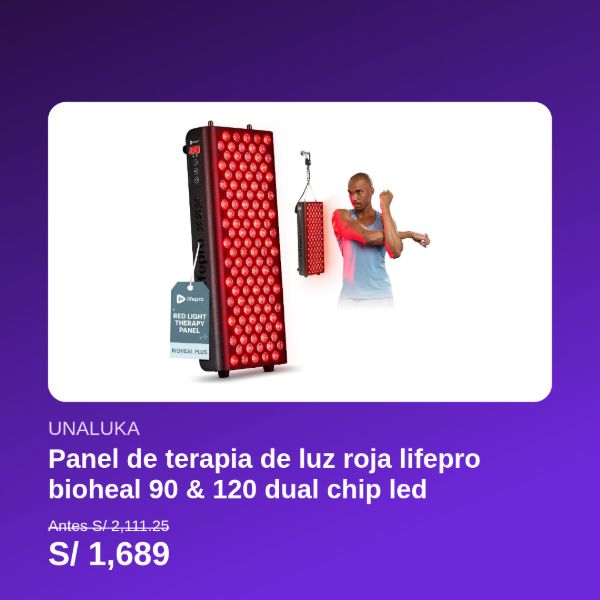 lifepro
lifepro
RED LIGHT
THERAPY
PANEL
BIOHEAL PLUS
UNALUKA
Panel de terapia de luz roja lifepro
bioheal 90 & 120 dual chip led
Antes S/ 2,111.25
S/ 1,689